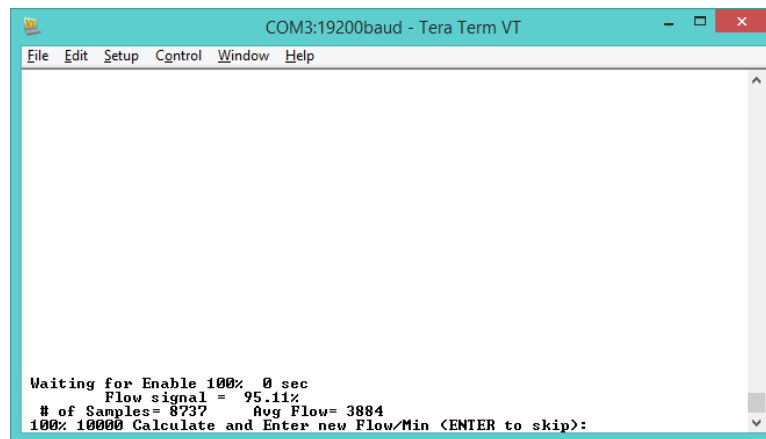 COM3:19200baud - Tera Term VT
File Edit Setup Control Window Help
Waiting for Enable 100% 0 sec
Flow signal = 95.11%
# of Samples= 8737 Avg Flow= 3884
100% 10000 Calculate and Enter new Flow/Min (ENTER to skip):